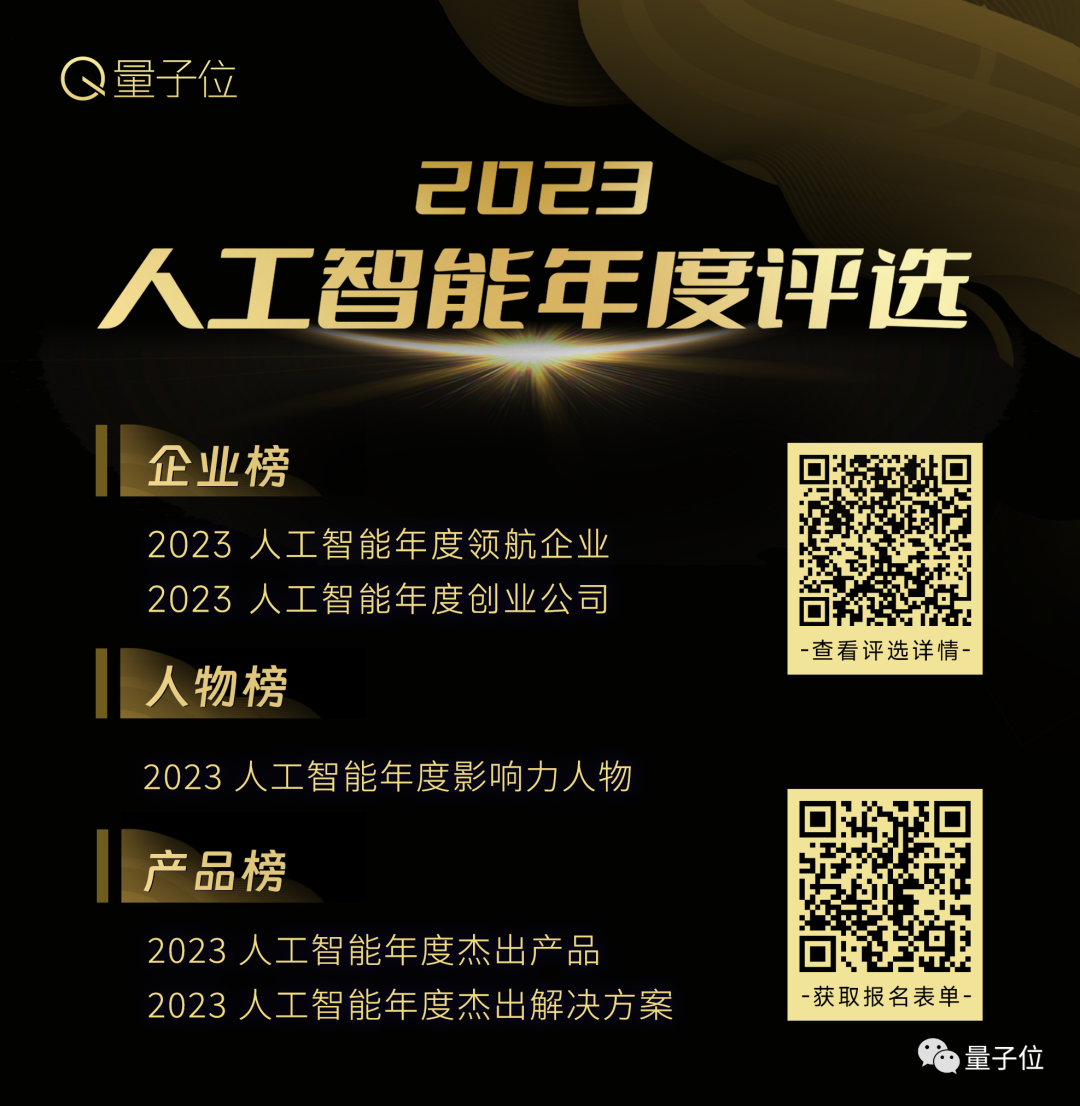 量子位
2023
人工智能年度评选
企业榜
2023 人工智能年度领航企业
2023 人工智能年度创业公司
-查看评选详情-
人物榜
2023 人工智能年度影响力人物
产品榜
2023 人工智能年度杰出产品
2023 人工智能年度杰出解决方案
-获取报名表单-
量子位